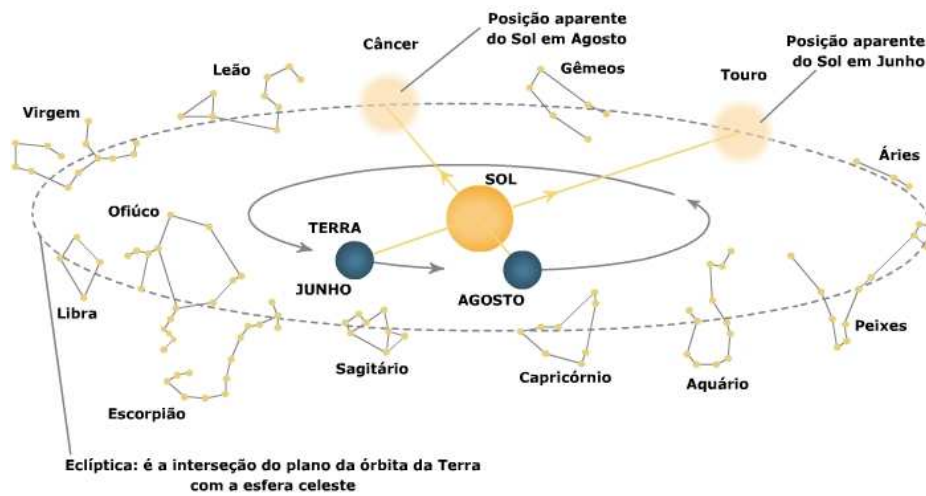 Posição aparente
do Sol em Agosto
Câncer
Posição aparente
do Sol em Junho
Leão
Gêmeos
Touro
Virgem
Áries
SOL
Ofiúco
TERRA
JUNHO
AGOSTO
Libra
Peixes
Sagitário
Capricórnio
Aquário
Escorpião
Eclíptica: é a interseção do plano da órbita da Terra
com a esfera celeste